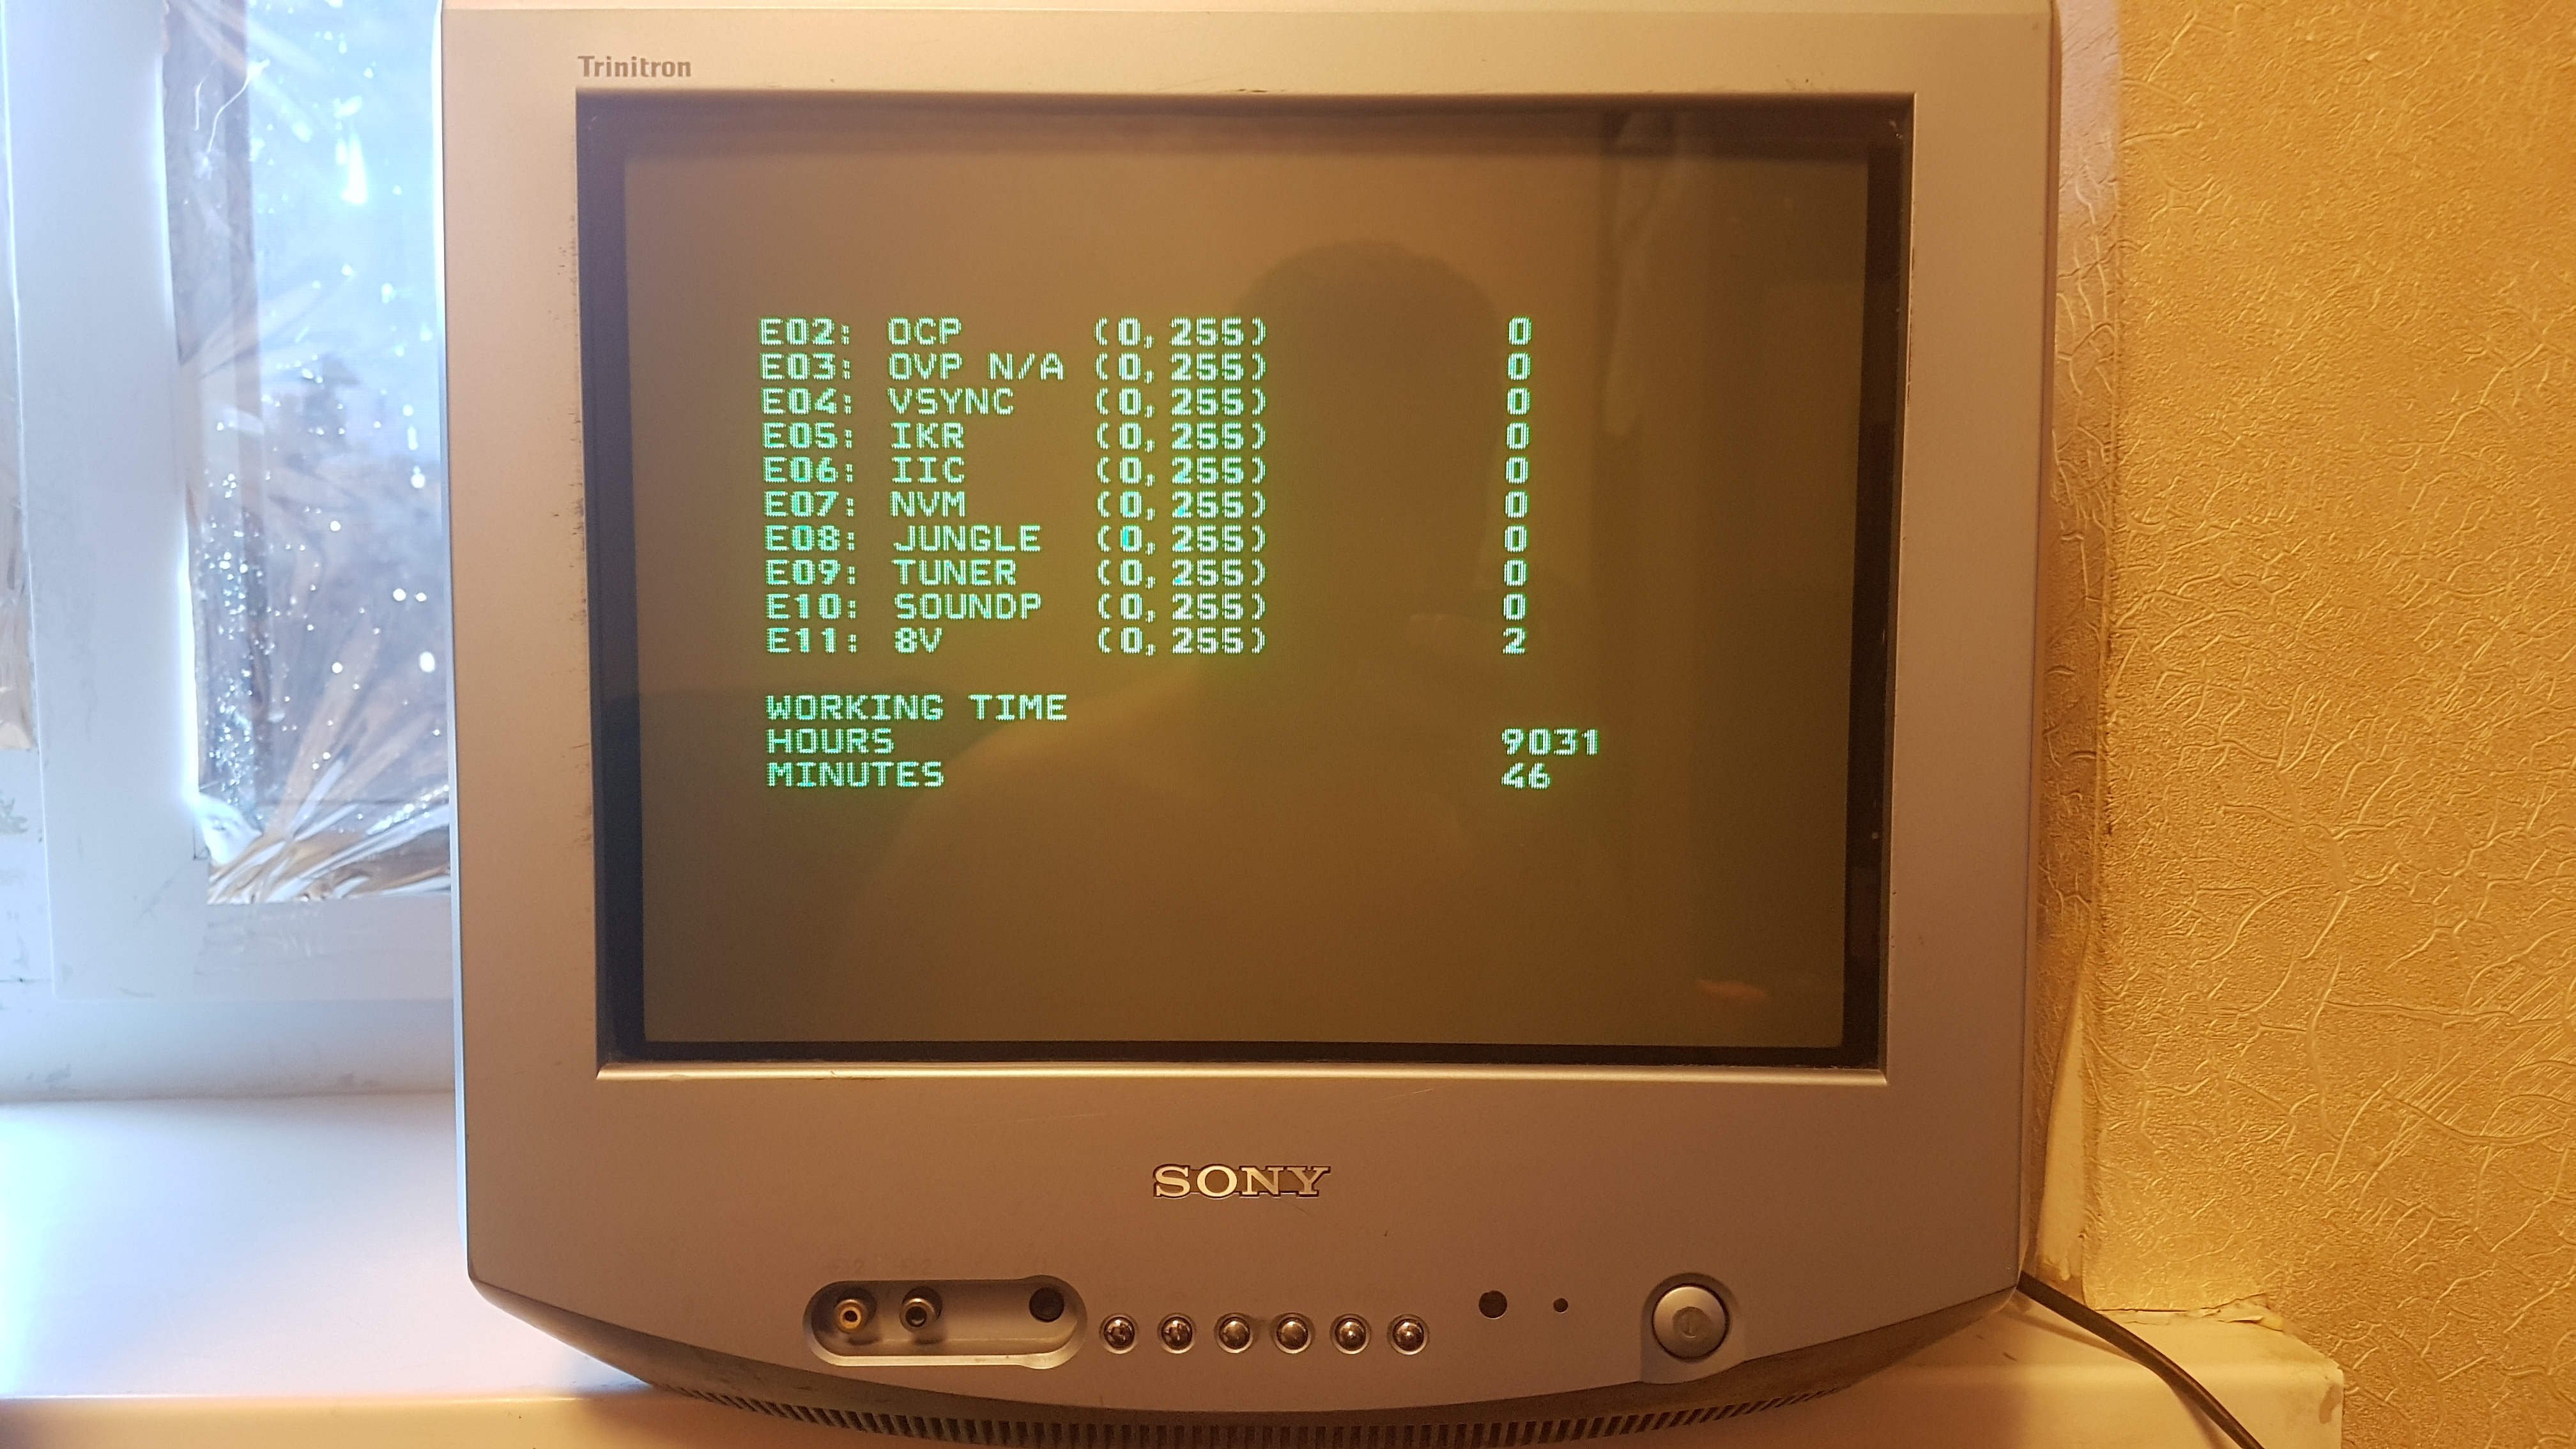 Trinitron
E02: OCP (0, 255) 0
E03: OVP N/A (0, 255) 0
E04: VSYNC (0, 255) 0
E05: IKR (0, 255) 0
E06: IIC (0, 255) 0
E07: NVM (0, 255) 0
E08: JUNGLE (0, 255) 0
E09: TUNER (0, 255) 0
E10: SOUNDP (0, 255) 0
E11: 8V (0, 255) 2
WORKING TIME
HOURS 9031
MINUTES 46
SONY